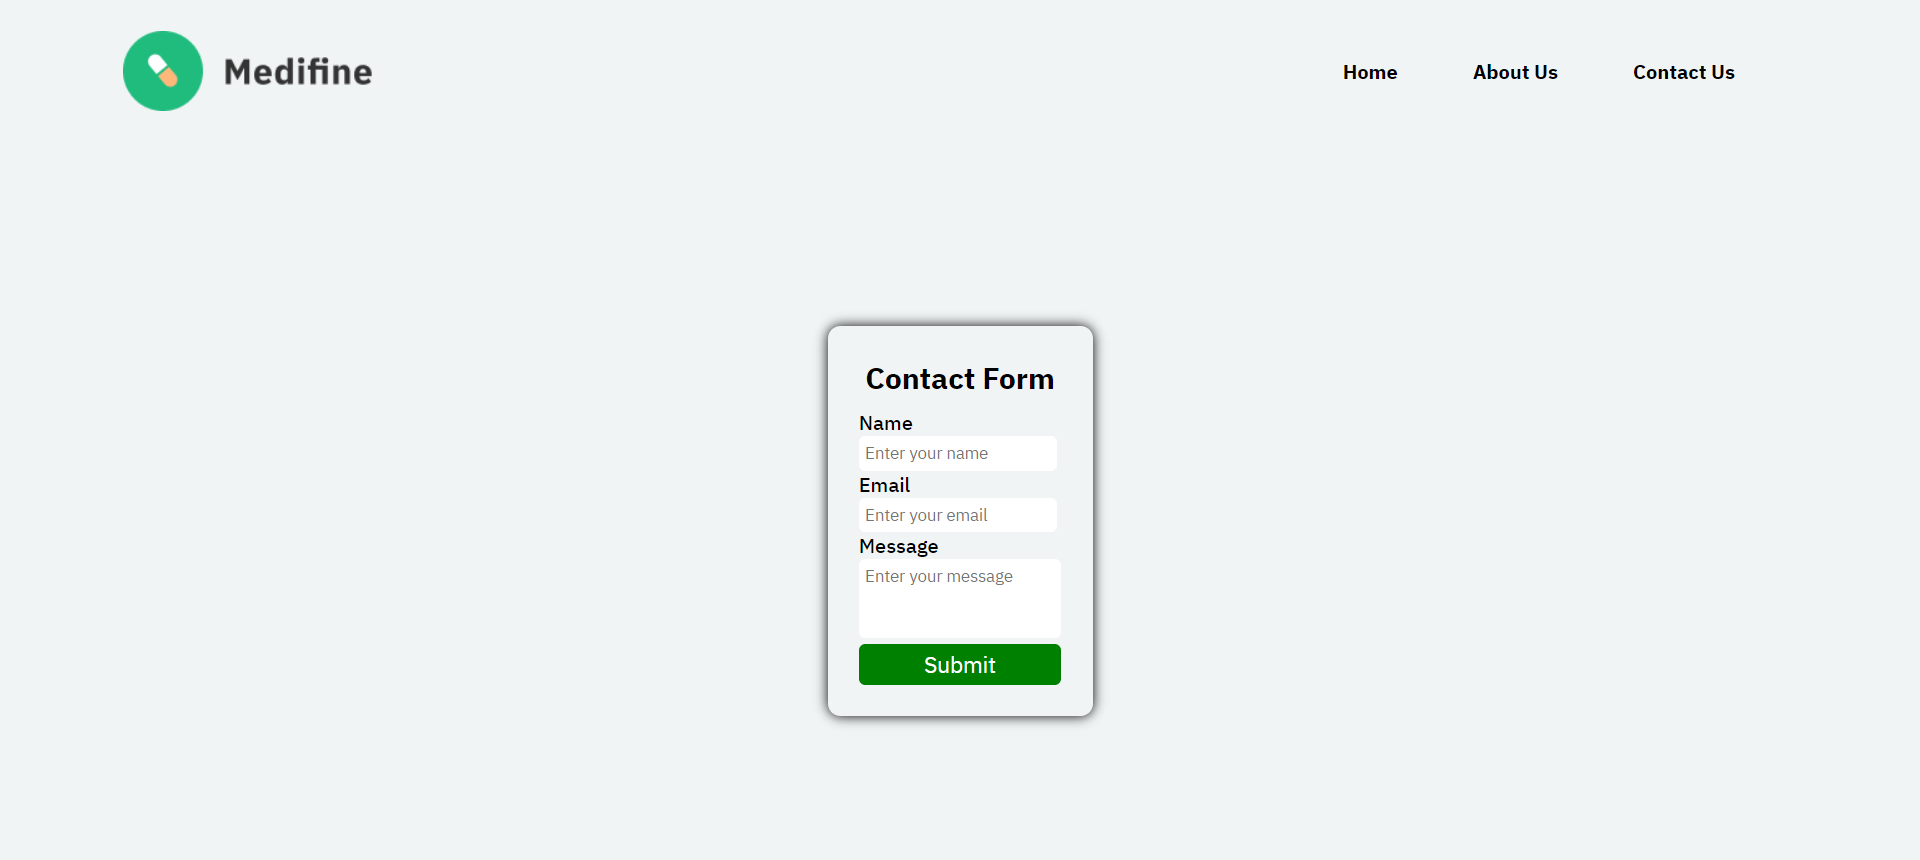 Medifine
Home About Us Contact Us
Contact Form
Name
Enter your name
Email
Enter your email
Message
Enter your message
Submit